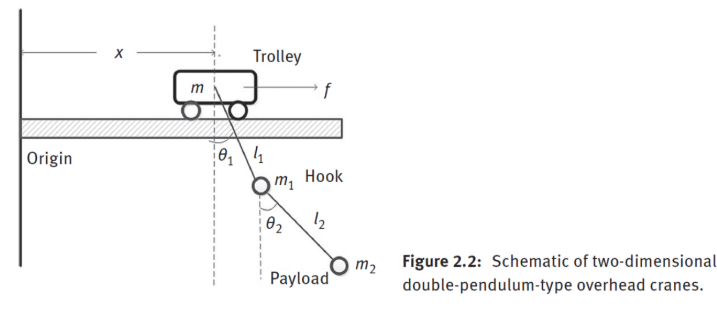 x
Trolley
m
f
Origin
θ₁
l₁
m₁
Hook
θ₂
l₂
m₂
Payload
Figure 2.2: Schematic of two-dimensional
double-pendulum-type overhead cranes.